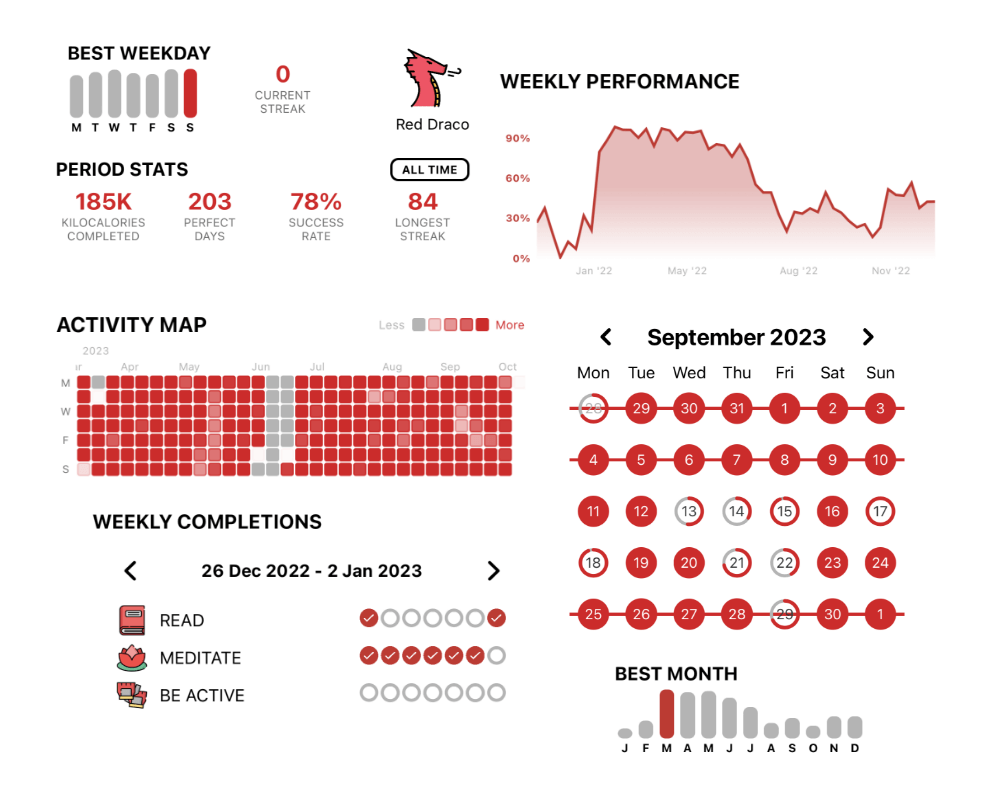 BEST WEEKDAY
M T W T F S S
0
CURRENT
STREAK
Red Draco
PERIOD STATS
ALL TIME
185K
KILOCALORIES
COMPLETED
203
PERFECT
DAYS
78%
SUCCESS
RATE
84
LONGEST
STREAK
WEEKLY PERFORMANCE
90%
60%
30%
0%
Jan '22 May '22 Aug '22 Nov '22
ACTIVITY MAP
Less More
2023
ar Apr May Jun Jul Aug Sep Oct
M
W
F
S
WEEKLY COMPLETIONS
26 Dec 2022 - 2 Jan 2023
READ
MEDITATE
BE ACTIVE
September 2023
Mon Tue Wed Thu Fri Sat Sun
28 29 30 31 1 2 3
4 5 6 7 8 9 10
11 12 13 14 15 16 17
18 19 20 21 22 23 24
25 26 27 28 29 30 1
BEST MONTH
J F M A M J J A S O N D